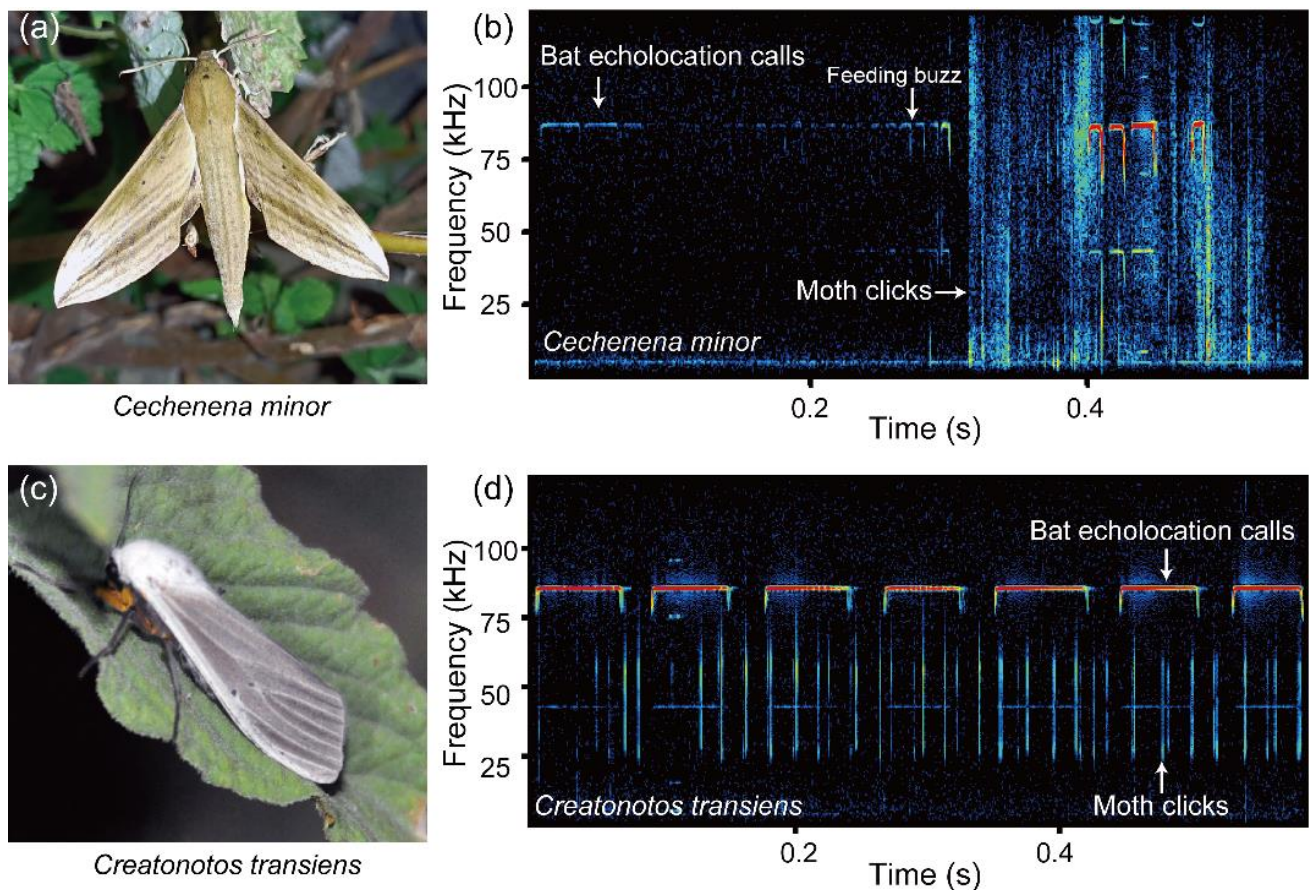 (a)
Cechenena minor
(b)
Bat echolocation calls
Feeding buzz
Moth clicks
Cechenena minor
Frequency (kHz)
100
75
50
25
0.2
0.4
Time (s)
(c)
Creatonotos transiens
(d)
Bat echolocation calls
Moth clicks
Creatonotos transiens
Frequency (kHz)
100
75
50
25
0.2
0.4
Time (s)